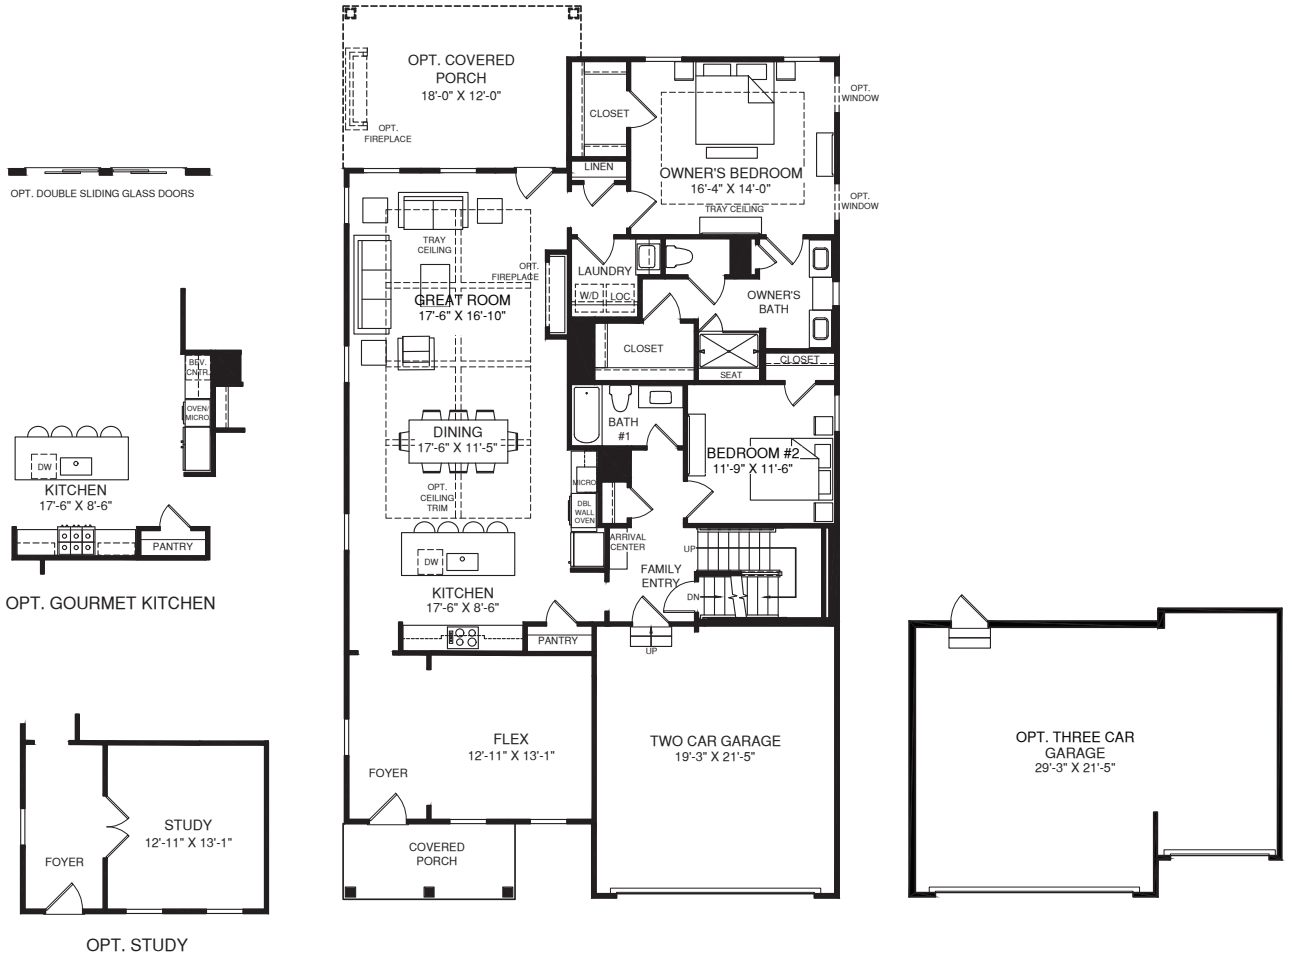 OPT. COVERED
PORCH
18'-0" X 12'-0"
OPT.
FIREPLACE
CLOSET
LINEN
OWNER'S BEDROOM
16'-4" X 14'-0"
TRAY CEILING
OPT.
WINDOW
OPT.
WINDOW
OPT. DOUBLE SLIDING GLASS DOORS
TRAY
CEILING
OPT.
FIREPLACE
GREAT ROOM
17'-6" X 16'-10"
LAUNDRY
W/D
LOC
OWNER'S
BATH
CLOSET
SEAT
CLOSET
BATH
#1
BEDROOM #2
11'-9" X 11'-6"
DINING
17'-6" X 11'-5"
OPT.
CEILING
TRIM
MICRO
DBL
WALL
OVEN
ARRIVAL
CENTER
FAMILY
ENTRY
UP
DN
DW
KITCHEN
17'-6" X 8'-6"
PANTRY
UP
FLEX
12'-11" X 13'-1"
FOYER
COVERED
PORCH
TWO CAR GARAGE
19'-3" X 21'-5"
BEV.
CNTR.
OVEN/
MICRO
DW
KITCHEN
17'-6" X 8'-6"
PANTRY
OPT. GOURMET KITCHEN
STUDY
12'-11" X 13'-1"
FOYER
OPT. STUDY
OPT. THREE CAR
GARAGE
29'-3" X 21'-5"